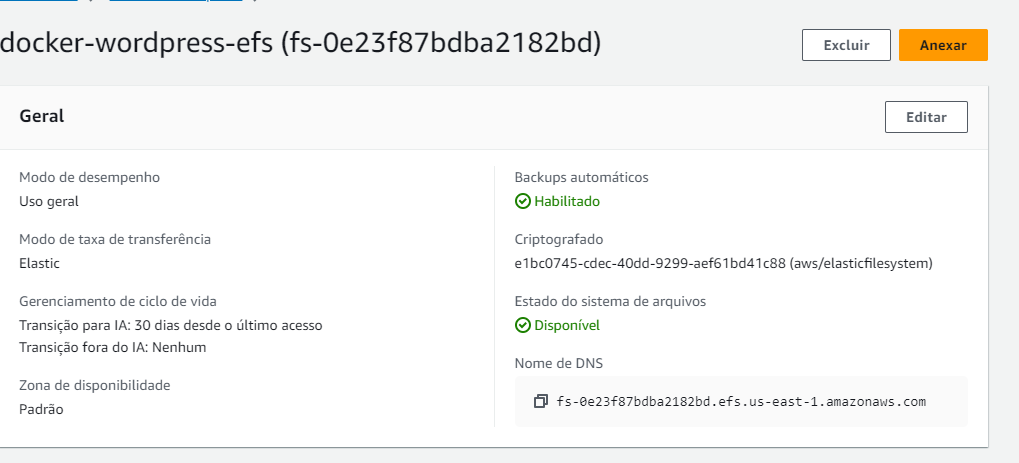 docker-wordpress-efs (fs-0e23f87bdba2182bd)
Excluir
Anexar
Geral
Editar
Modo de desempenho
Uso geral
Modo de taxa de transferência
Elastic
Gerenciamento de ciclo de vida
Transição para IA: 30 dias desde o último acesso
Transição fora do IA: Nenhum
Zona de disponibilidade
Padrão
Backups automáticos
Habilitado
Criptografado
e1bc0745-cdec-40dd-9299-aef61bd41c88 (aws/elasticfilesystem)
Estado do sistema de arquivos
Disponível
Nome de DNS
fs-0e23f87bdba2182bd.efs.us-east-1.amazonaws.com